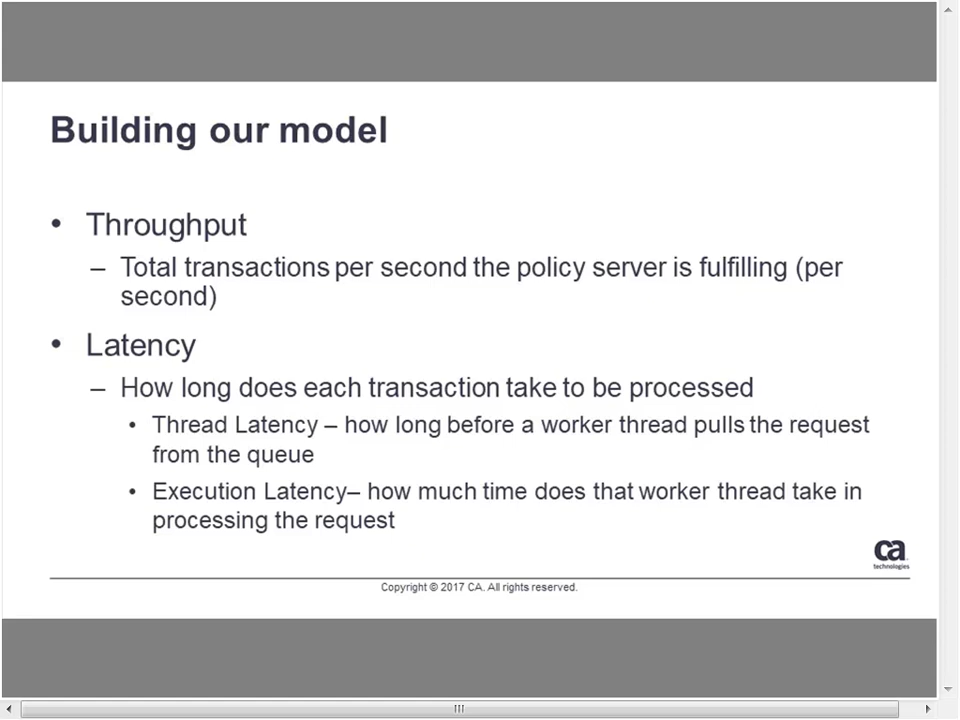 Building our model
• Throughput
– Total transactions per second the policy server is fulfilling (per
second)
• Latency
– How long does each transaction take to be processed
• Thread Latency – how long before a worker thread pulls the request
from the queue
• Execution Latency– how much time does that worker thread take in
processing the request
ca
technologies
Copyright © 2017 CA. All rights reserved.